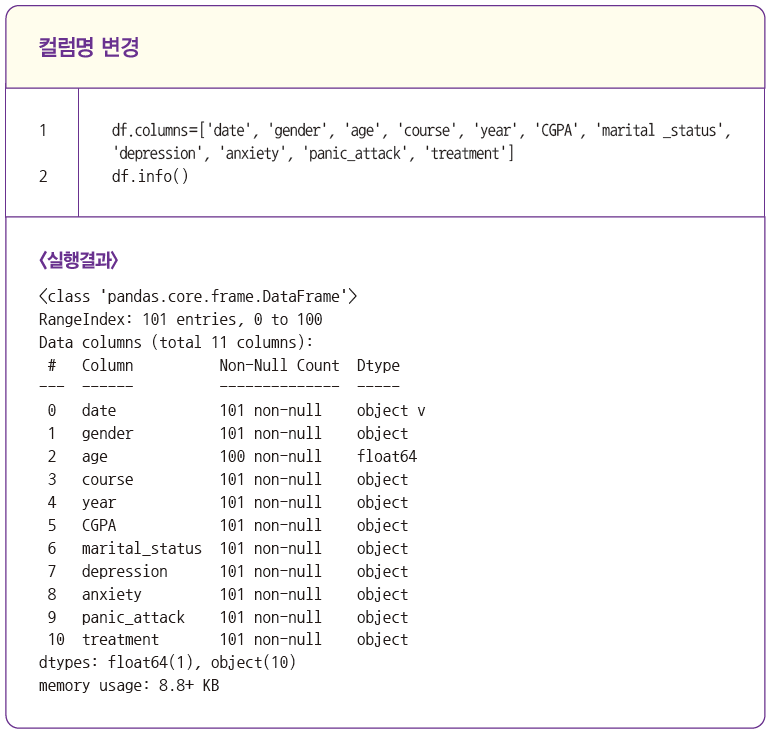 컬럼명 변경
1 df.columns=['date', 'gender', 'age', 'course', 'year', 'CGPA', 'marital _status',
'depression', 'anxiety', 'panic_attack', 'treatment']
2 df.info()
<실행결과>
<class 'pandas.core.frame.DataFrame'>
RangeIndex: 101 entries, 0 to 100
Data columns (total 11 columns):
 #   Column          Non-Null Count  Dtype
---  ------          --------------  -----
 0   date            101 non-null    object v
 1   gender          101 non-null    object
 2   age             100 non-null    float64
 3   course          101 non-null    object
 4   year            101 non-null    object
 5   CGPA            101 non-null    object
 6   marital_status  101 non-null    object
 7   depression      101 non-null    object
 8   anxiety         101 non-null    object
 9   panic_attack    101 non-null    object
 10  treatment       101 non-null    object
dtypes: float64(1), object(10)
memory usage: 8.8+ KB